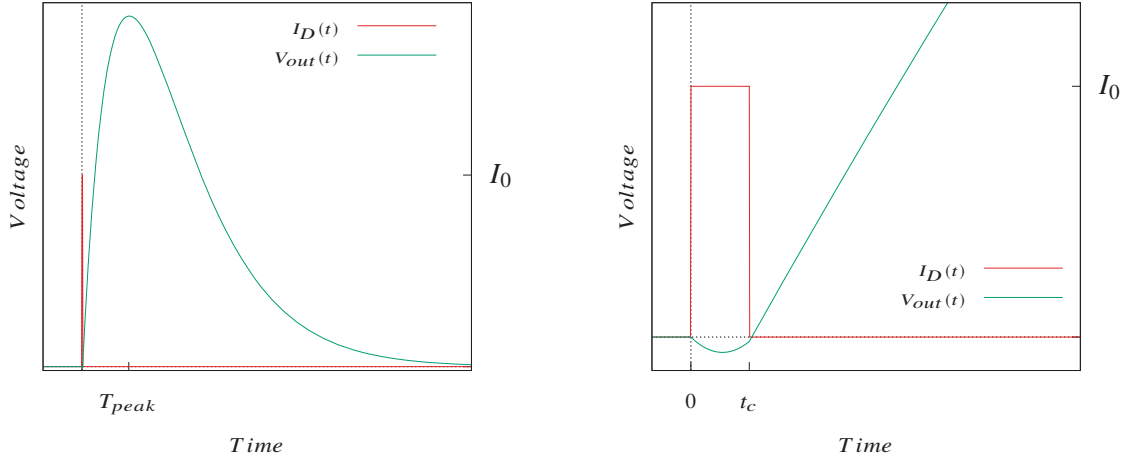 I_D(t)
V_out(t)
Voltage
I_0
T_peak
Time
I_0
Voltage
I_D(t)
V_out(t)
0 t_c
Time